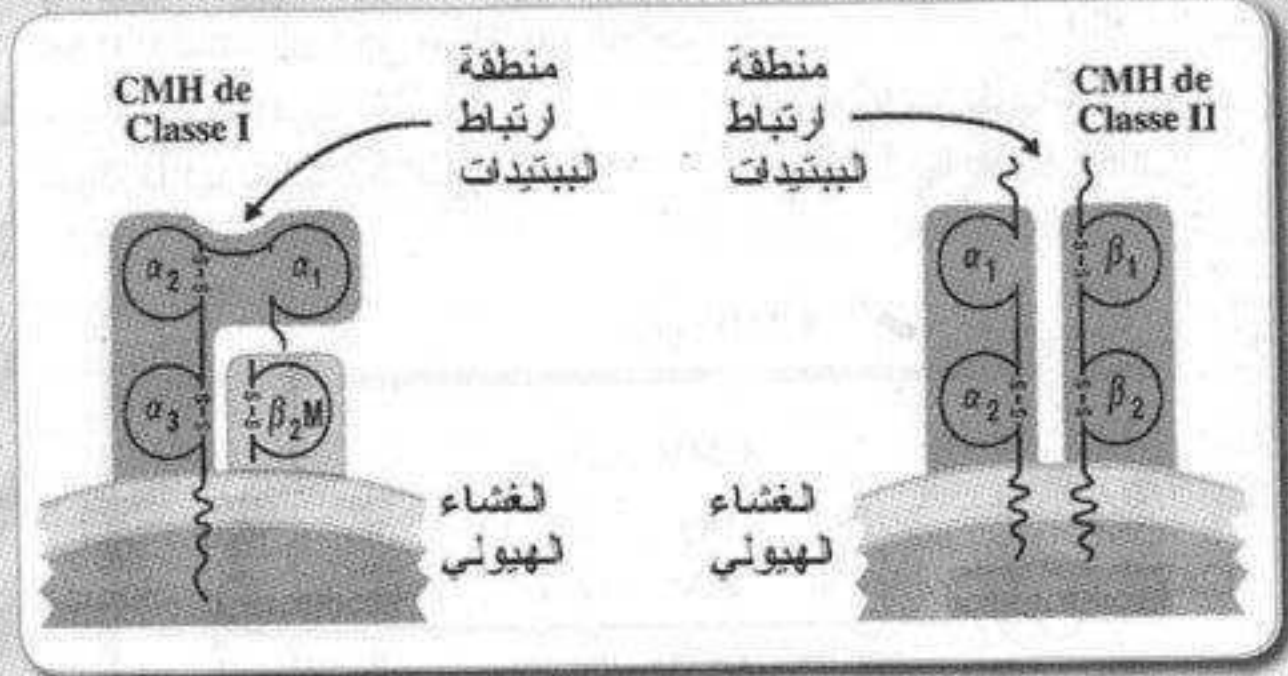 CMH de
Classe I
منطقة
ارتباط
الببتيدات
منطقة
ارتباط
الببتيدات
CMH de
Classe II
α2
-S-S-
α1
α3
-S-S-
-S-S-
β2M
α1
-S-S-
β1
α2
-S-S-
-S-S-
β2
الغشاء
الهيولي
الغشاء
الهيولي